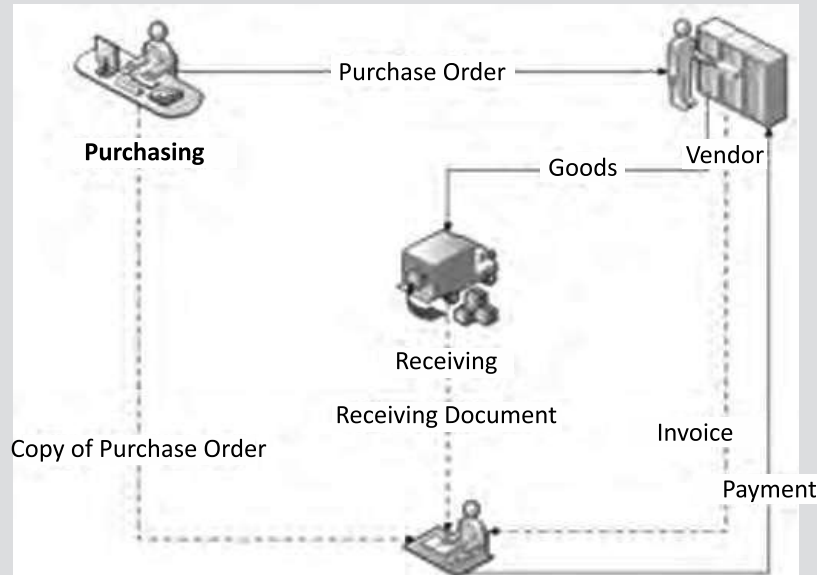 Purchase Order
Purchasing
Vendor
Goods
Receiving
Receiving Document
Invoice
Copy of Purchase Order
Payment